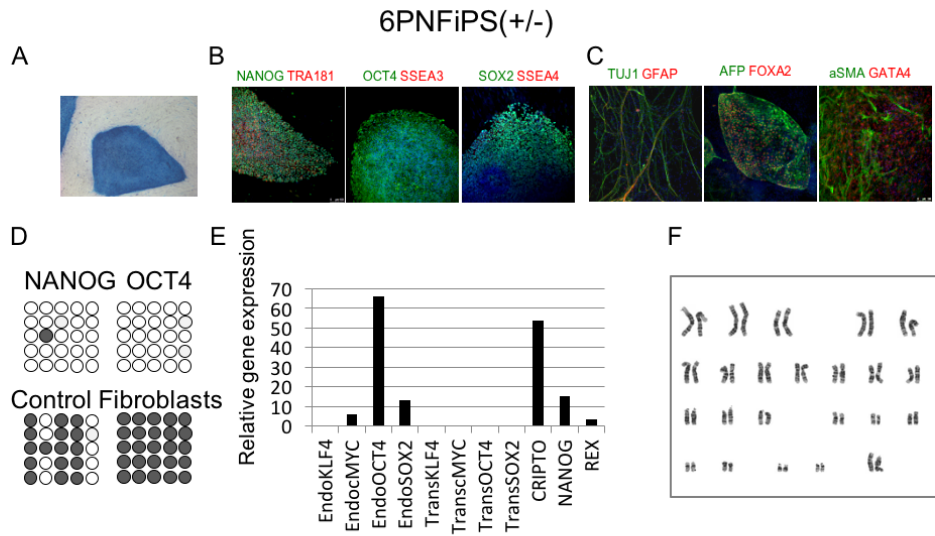 6PNFiPS(+/-)
A
B
C
NANOG TRA181
OCT4 SSEA3
SOX2 SSEA4
TUJ1 GFAP
AFP FOXA2
aSMA GATA4
D
E
F
NANOG OCT4
Control Fibroblasts
Relative gene expression
70
60
50
40
30
20
10
0
EndoKLF4
EndocMYC
EndoOCT4
EndoSOX2
TransKLF4
TranscMYC
TransOCT4
TransSOX2
CRIPTO
NANOG
REX